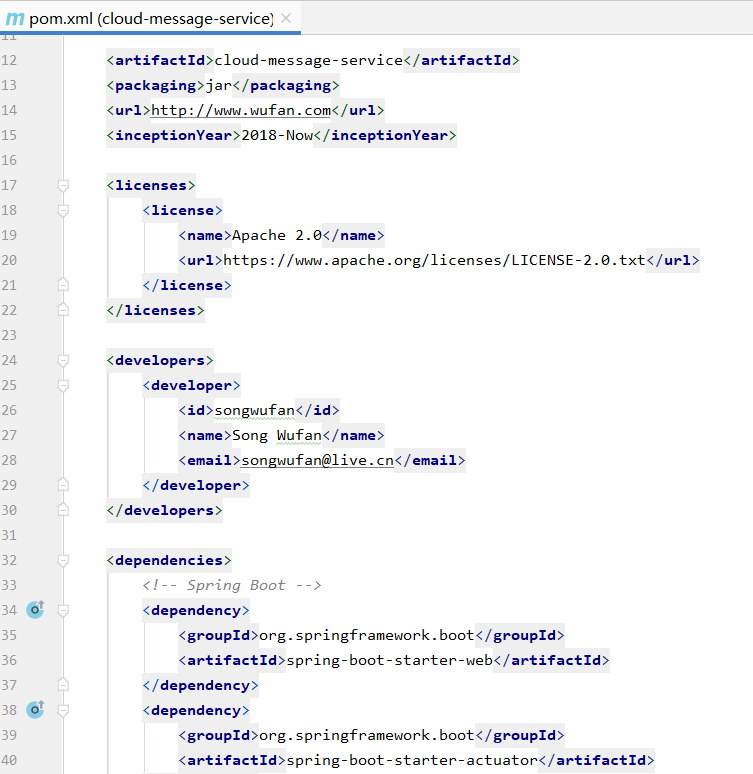 m pom.xml (cloud-message-service) ×
11
12 <artifactId>cloud-message-service</artifactId>
13 <packaging>jar</packaging>
14 <url>http://www.wufan.com</url>
15 <inceptionYear>2018-Now</inceptionYear>
16
17 <licenses>
18 <license>
19 <name>Apache 2.0</name>
20 <url>https://www.apache.org/licenses/LICENSE-2.0.txt</url>
21 </license>
22 </licenses>
23
24 <developers>
25 <developer>
26 <id>songwufan</id>
27 <name>Song Wufan</name>
28 <email>songwufan@live.cn</email>
29 </developer>
30 </developers>
31
32 <dependencies>
33 <!-- Spring Boot -->
34 <dependency>
35 <groupId>org.springframework.boot</groupId>
36 <artifactId>spring-boot-starter-web</artifactId>
37 </dependency>
38 <dependency>
39 <groupId>org.springframework.boot</groupId>
40 <artifactId>spring-boot-starter-actuator</artifactId>